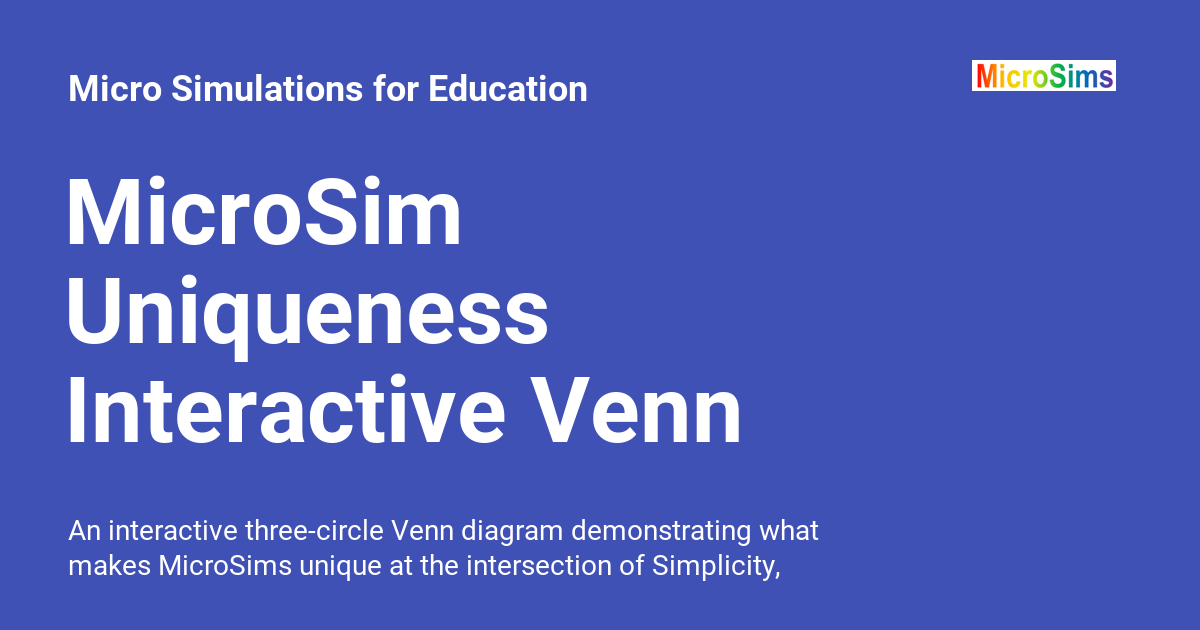 Micro Simulations for Education
MicroSims
MicroSim
Uniqueness
Interactive Venn
An interactive three-circle Venn diagram demonstrating what
makes MicroSims unique at the intersection of Simplicity,